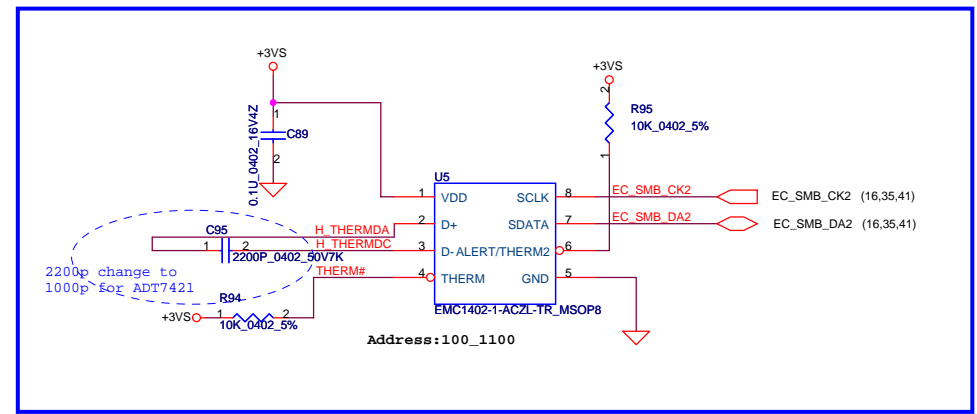 +3VS
+3VS
2
R95
10K_0402_5%
1
1
C89
2
0.1U_0402_16V4Z
U5
1
VDD
SCLK
8
EC_SMB_CK2
EC_SMB_CK2 (16,35,41)
2
D+
SDATA
7
EC_SMB_DA2
EC_SMB_DA2 (16,35,41)
C95
H_THERMDA
1
2
H_THERMDC
3
D-
ALERT/THERM2
6
2200P_0402_50V7K
2200p change to
1000p for ADT7421
THERM#
4
THERM
GND
5
R94
+3VS
1
2
10K_0402_5%
EMC1402-1-ACZL-TR_MSOP8
Address:100_1100